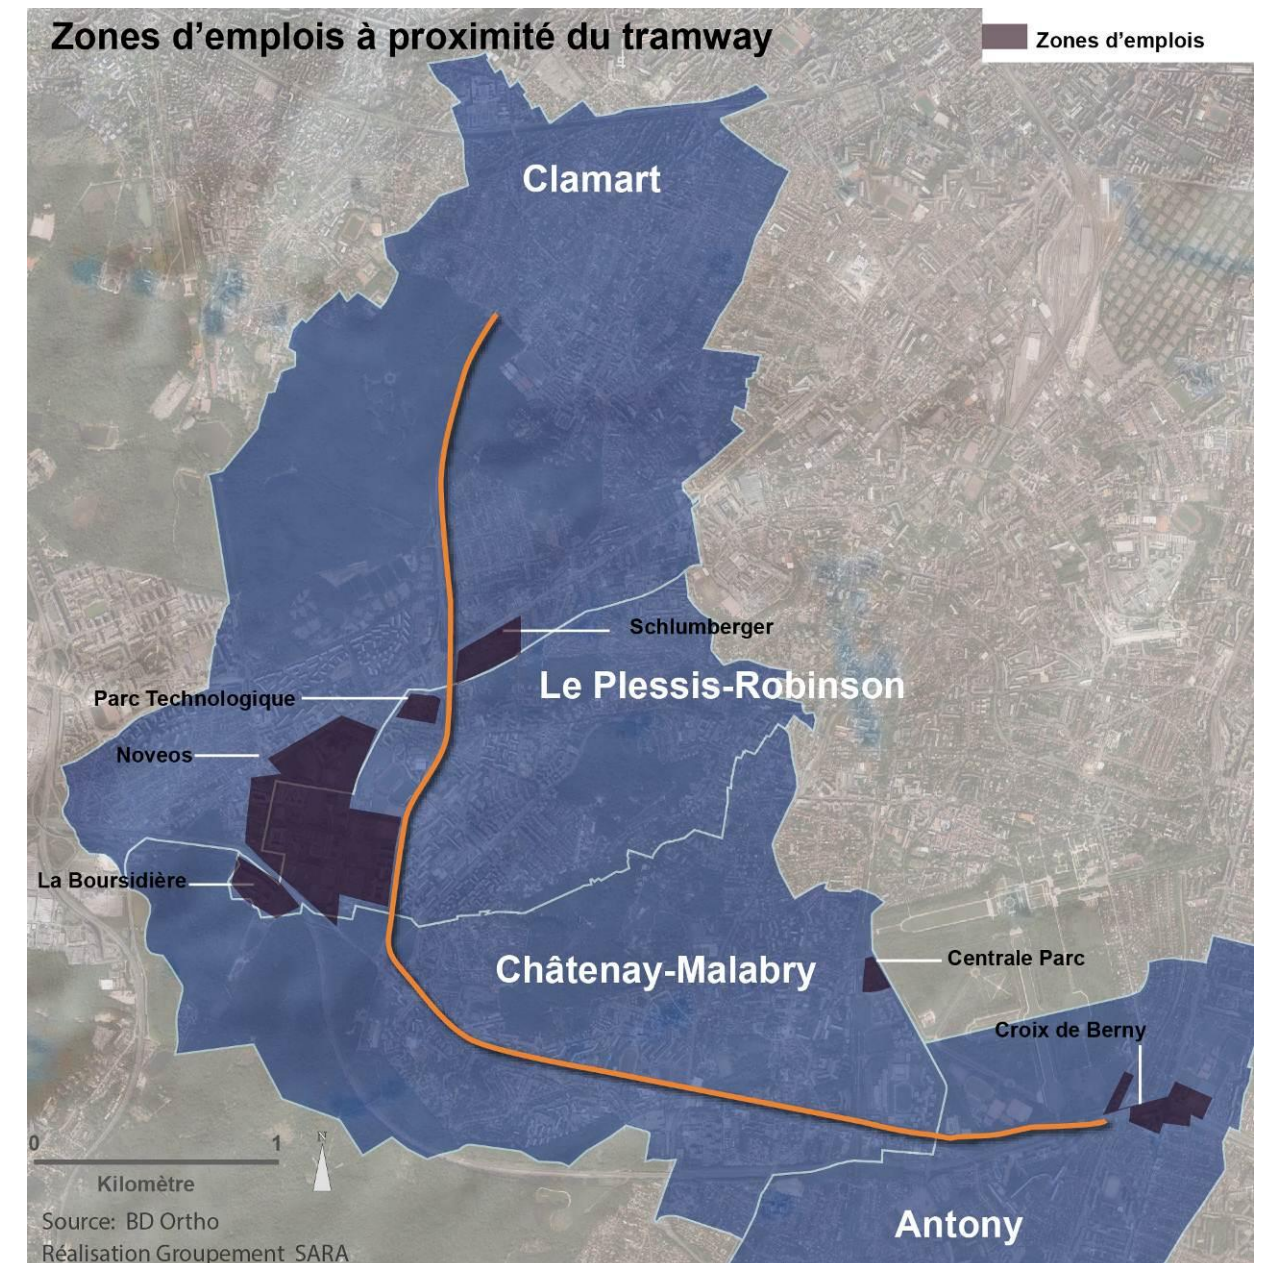 Zones d'emplois à proximité du tramway
Zones d'emplois
Clamart
Schlumberger
Le Plessis-Robinson
Parc Technologique
Noveos
La Boursidière
Châtenay-Malabry
Centrale Parc
Croix de Berny
0 1
N
Kilomètre
Source: BD Ortho
Réalisation Groupement SARA
Antony